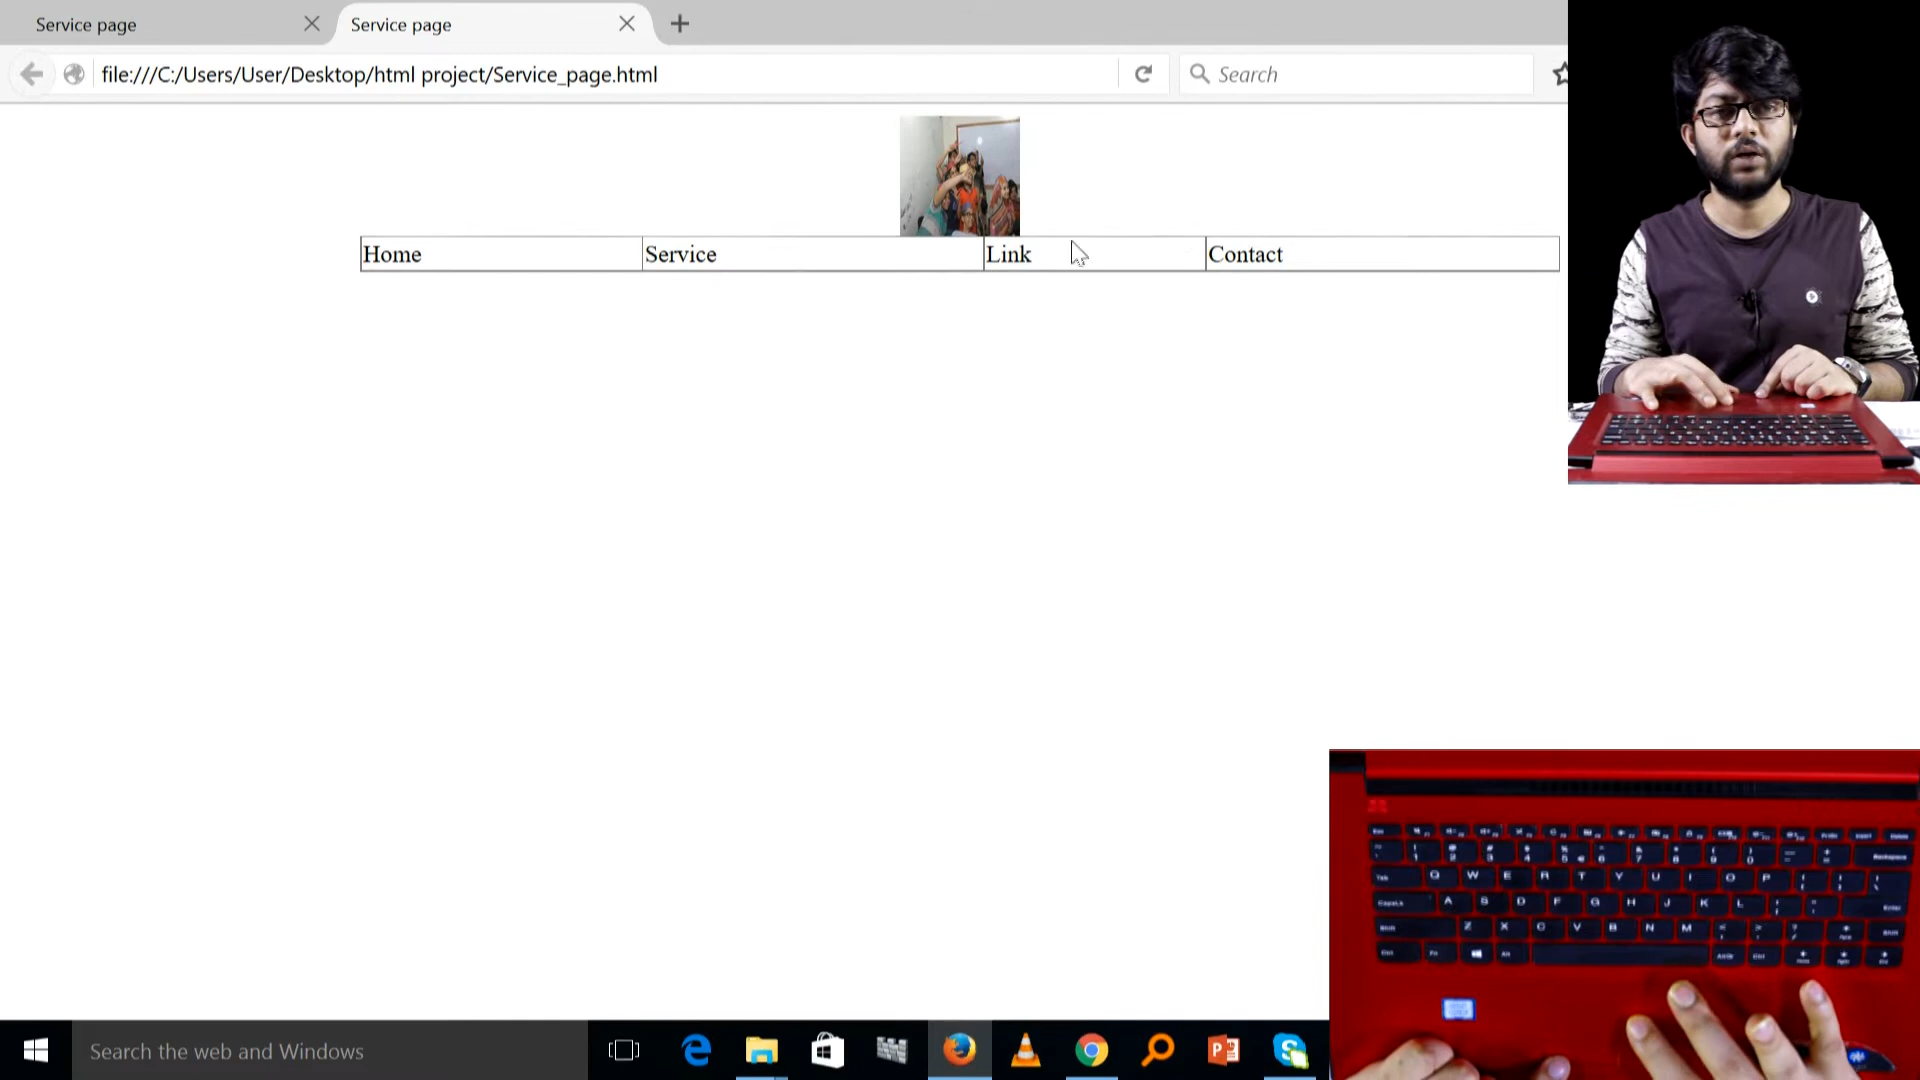 Service page
Service page
file:///C:/Users/User/Desktop/html project/Service_page.html
Search
Home
Service
Link
Contact
Search the web and Windows
Q W E R T Y U I O P
A S D F G H J K L
Z X C V B N M